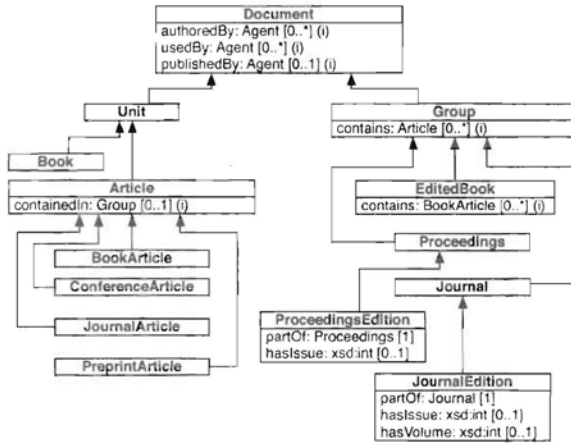 Document
authoredBy: Agent [0..*] (i)
usedBy: Agent [0..*] (i)
publishedBy: Agent [0..1] (i)
Unit
Group
contains: Article [0..*] (i)
Book
Article
containedIn: Group [0..1] (i)
EditedBook
contains: BookArticle [0..*] (i)
BookArticle
Proceedings
ConferenceArticle
Journal
JournalArticle
ProceedingsEdition
partOf: Proceedings [1]
hasIssue: xsd:int [0..1]
PreprintArticle
JournalEdition
partOf: Journal [1]
hasIssue: xsd:int [0..1]
hasVolume: xsd:int [0..1]